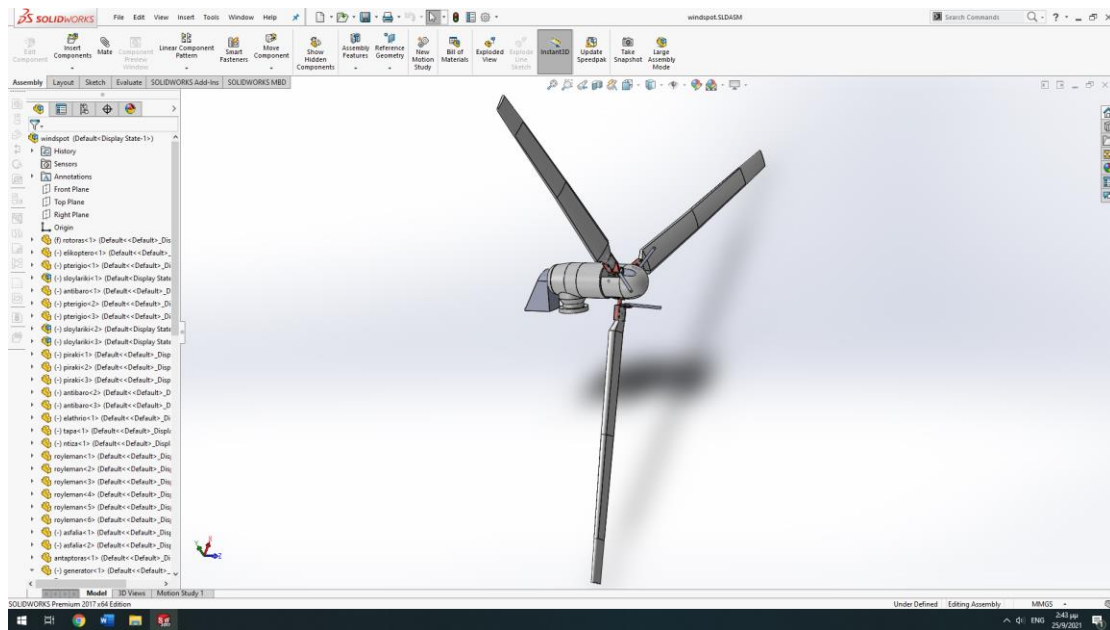 SOLIDWORKS File Edit View Insert Tools Window Help windspot.SLDASM Search Commands
Edit Component Insert Components Mate Component Preview Window Linear Component Pattern Smart Fasteners Move Component Show Hidden Components Assembly Features Reference Geometry New Motion Study Bill of Materials Exploded View Explode Line Sketch Instant3D Update Speedpak Take Snapshot Large Assembly Mode
Assembly Layout Sketch Evaluate SOLIDWORKS Add-Ins SOLIDWORKS MBD
windspot (Default<Display State-1>)
History
Sensors
Annotations
Front Plane
Top Plane
Right Plane
Origin
(f) rotoras<1> (Default<<Default>_Dis
(-) elikoptero<1> (Default<<Default>_
(-) pterigio<1> (Default<<Default>_Di
(-) sloylariki<1> (Default<Display State
(-) antibaro<1> (Default<<Default>_D
(-) pterigio<2> (Default<<Default>_Di
(-) pterigio<3> (Default<<Default>_Di
(-) sloylariki<2> (Default<Display State
(-) sloylariki<3> (Default<Display State
(-) piraki<1> (Default<<Default>_Disp
(-) piraki<2> (Default<<Default>_Disp
(-) piraki<3> (Default<<Default>_Disp
(-) antibaro<2> (Default<<Default>_D
(-) antibaro<3> (Default<<Default>_D
(-) elathrio<1> (Default<<Default>_Di
(-) tapa<1> (Default<<Default>_Displa
(-) ntiza<1> (Default<<Default>_Displ
royleman<1> (Default<<Default>_Dis
royleman<2> (Default<<Default>_Dis
royleman<3> (Default<<Default>_Dis
royleman<4> (Default<<Default>_Dis
royleman<5> (Default<<Default>_Dis
royleman<6> (Default<<Default>_Dis
(-) asfalia<1> (Default<<Default>_Disp
(-) asfalia<2> (Default<<Default>_Disp
antaptoras<1> (Default<<Default>_Di
(-) generator<1> (Default<<Default>_
Model 3D Views Motion Study 1
SOLIDWORKS Premium 2017 x64 Edition Under Defined Editing Assembly MMGS
ENG 2:43 μμ
25/9/2021